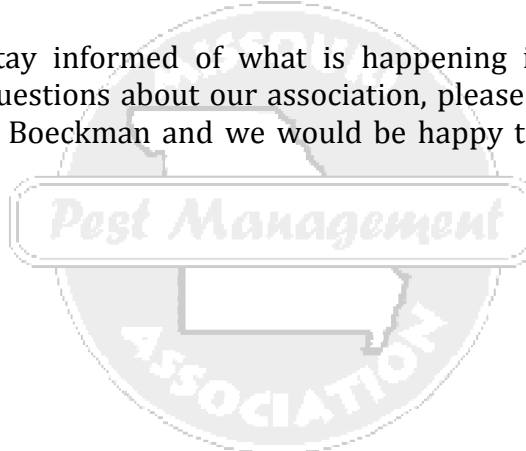 tay informed of what is happening i
uestions about our association, please
Boeckman and we would be happy t
MISSOURI
Pest Management
ASSOCIATION